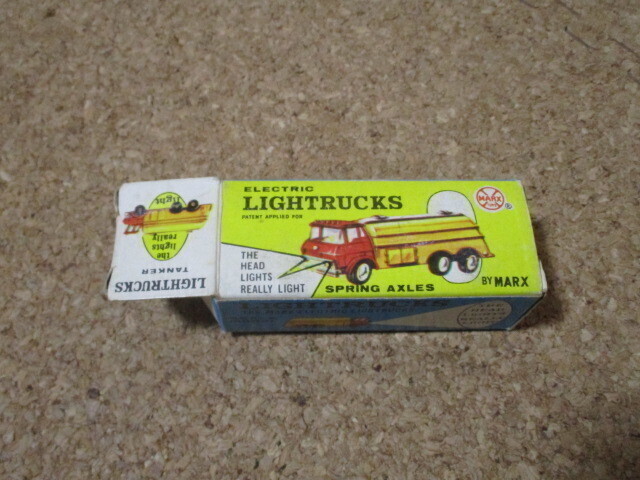 ELECTRIC
LIGHTRUCKS
PATENT APPLIED FOR
MARX
®
THE
HEAD
LIGHTS
REALLY LIGHT
SPRING AXLES
BY MARX
LIGHTRUCKS
TANKER
the
lights
really
light
LIGHTRUCKS